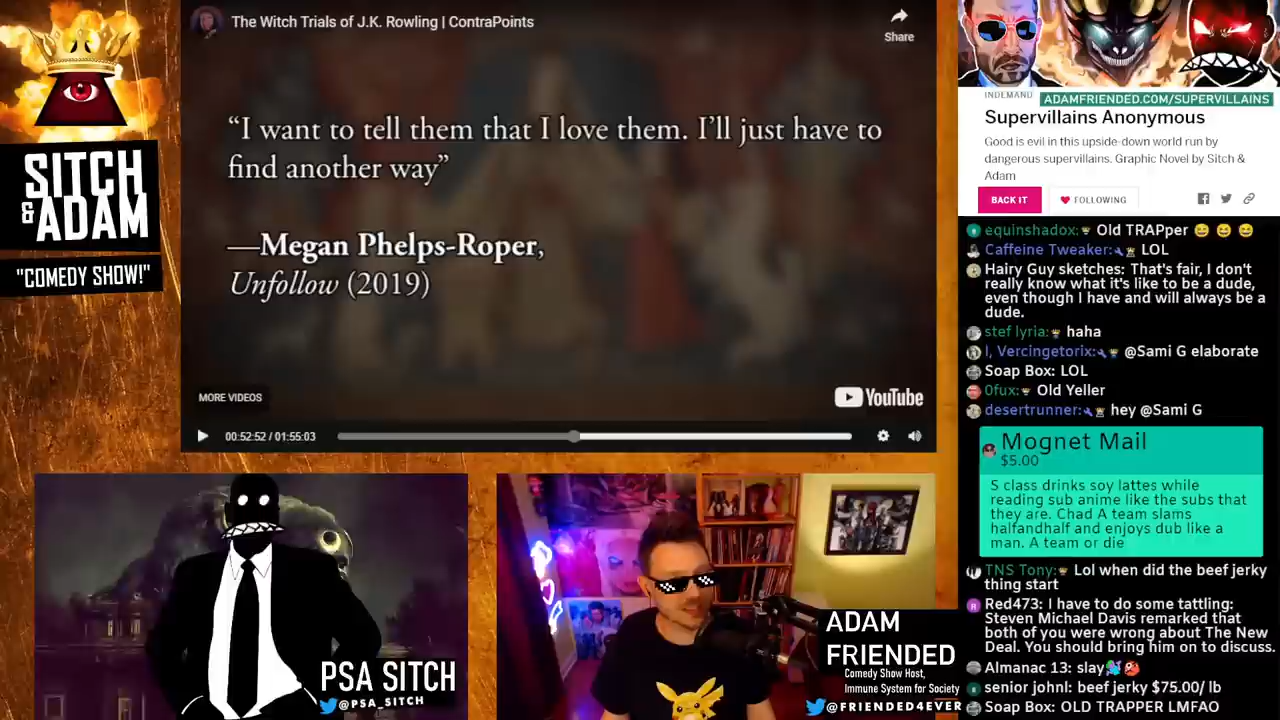 The Witch Trials of J.K. Rowling | ContraPoints
Share
“I want to tell them that I love them. I’ll just have to
find another way”
—Megan Phelps-Roper,
Unfollow (2019)
MORE VIDEOS
YouTube
00:52:52 / 01:55:03
SITCH
& ADAM
"COMEDY SHOW!"
PSA SITCH
@PSA_SITCH
ADAM
FRIENDED
Comedy Show Host,
Immune System for Society
@FRIENDED4EVER
INDEMAND
ADAMFRIENDED.COM/SUPERVILLAINS
Supervillains Anonymous
Good is evil in this upside-down world run by
dangerous supervillains. Graphic Novel by Sitch &
Adam
BACK IT
FOLLOWING
equinshadox: Old TRAPper 😄 😄 😄
Caffeine Tweaker: LOL
Hairy Guy sketches: That's fair, I don't
really know what it's like to be a dude,
even though I have and will always be a
dude.
stef lyria: haha
I, Vercingetorix: @Sami G elaborate
Soap Box: LOL
0fux: Old Yeller
desertrunner: hey @Sami G
Mognet Mail
$5.00
S class drinks soy lattes while
reading sub anime like the subs that
they are. Chad A team slams
halfandhalf and enjoys dub like a
man. A team or die
TNS Tony: Lol when did the beef jerky
thing start
Red473: I have to do some tattling:
Steven Michael Davis remarked that
both of you were wrong about The New
Deal. You should bring him on to discuss.
Almanac 13: slay
senior johnl: beef jerky $75.00/ lb
Soap Box: OLD TRAPPER LMFAO